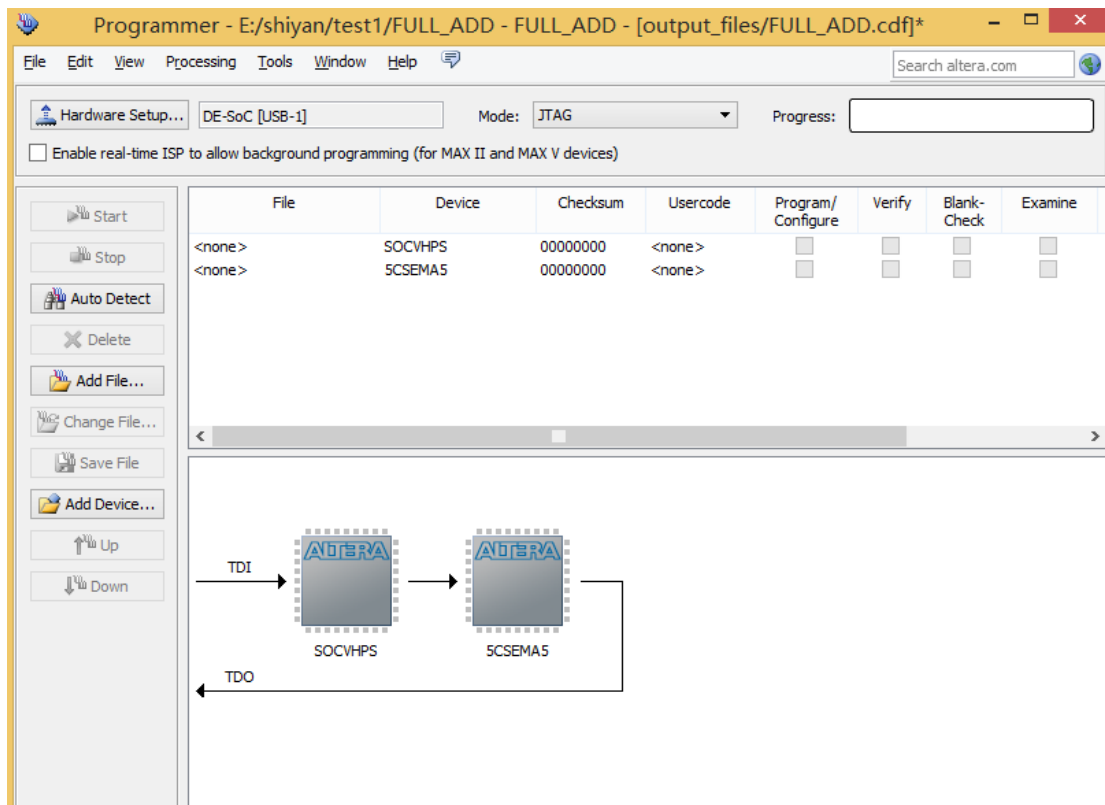 Programmer - E:/shiyan/test1/FULL_ADD - FULL_ADD - [output_files/FULL_ADD.cdf]*
File Edit View Processing Tools Window Help
Search altera.com
Hardware Setup... DE-SoC [USB-1] Mode: JTAG Progress:
Enable real-time ISP to allow background programming (for MAX II and MAX V devices)
Start
Stop
Auto Detect
Delete
Add File...
Change File...
Save File
Add Device...
Up
Down
File Device Checksum Usercode Program/ Verify Blank- Examine
Configure Check
<none> SOCVHPS 00000000 <none>
<none> 5CSEMA5 00000000 <none>
TDI
ALTERA ALTERA
SOCVHPS 5CSEMA5
TDO